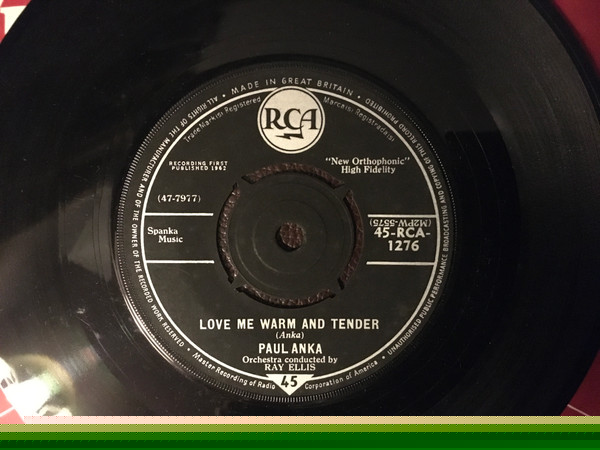 MADE IN GREAT BRITAIN
ALL RIGHTS OF THE MANUFACTURER AND OF THE OWNER OF THE RECORDED WORK RESERVED
UNAUTHORISED PUBLIC PERFORMANCE BROADCASTING AND COPYING OF THIS RECORD PROHIBITED
Trade Mark(s) Registered
Marca(s) Registrada(s)
RCA
RECORDING FIRST
PUBLISHED 1962
"New Orthophonic"
High Fidelity
(47-7977)
(M2PW-5575)
Spanka
Music
45-RCA-
1276
LOVE ME WARM AND TENDER
(Anka)
PAUL ANKA
Orchestra conducted by
RAY ELLIS
Master Recording of Radio Corporation of America
45